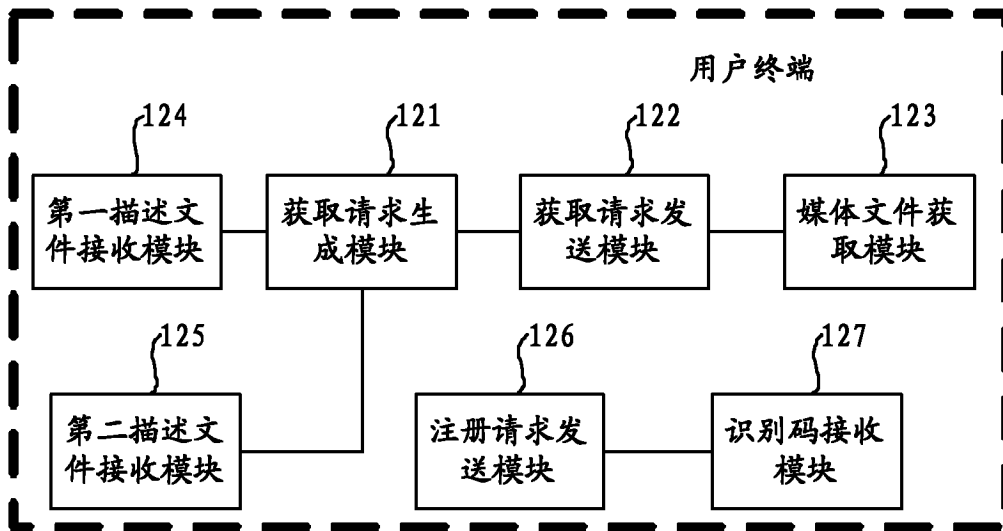 用户终端
124
121
122
123
第一描述文
件接收模块
获取请求生
成模块
获取请求发
送模块
媒体文件获
取模块
125
126
127
第二描述文
件接收模块
注册请求发
送模块
识别码接收
模块